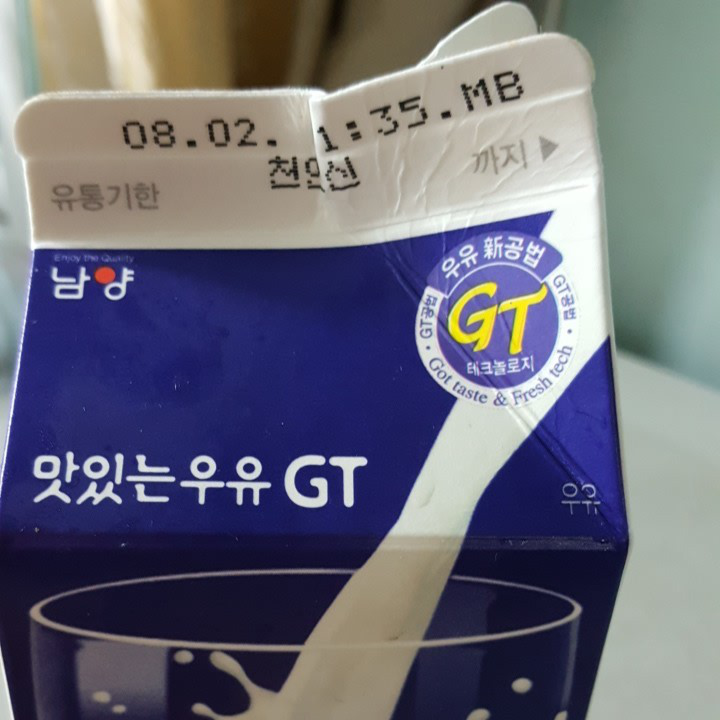 08.02. 1:35.MB
천안신
까지▶
유통기한
Enjoy the Quality
남양
우유 新공법
GT공법 · GT공법
GT
테크놀로지
Got taste & Fresh tech
맛있는우유 GT
우유